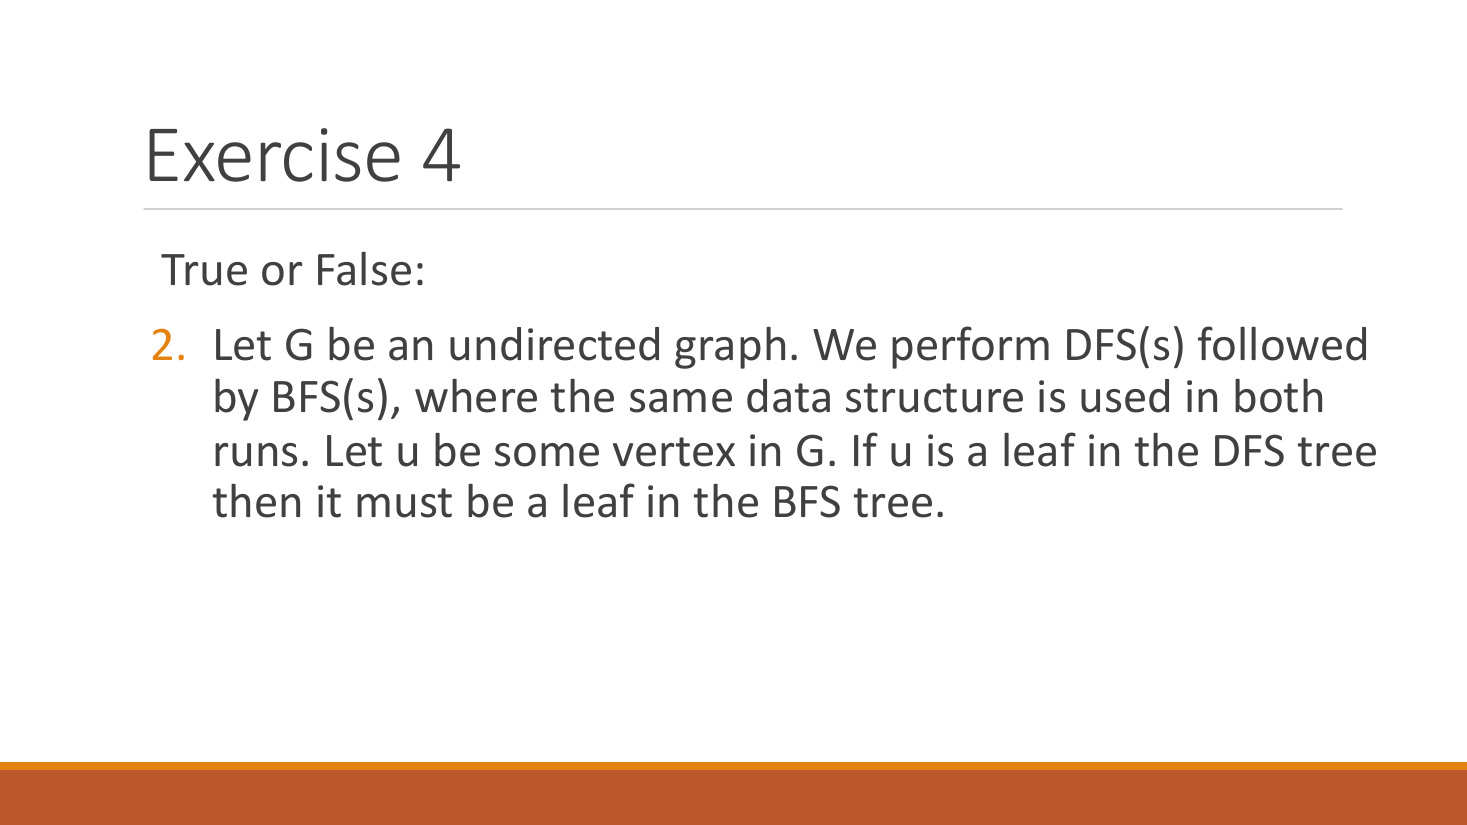 Exercise 4
True or False:
2. Let G be an undirected graph. We perform DFS(s) followed
by BFS(s), where the same data structure is used in both
runs. Let u be some vertex in G. If u is a leaf in the DFS tree
then it must be a leaf in the BFS tree.